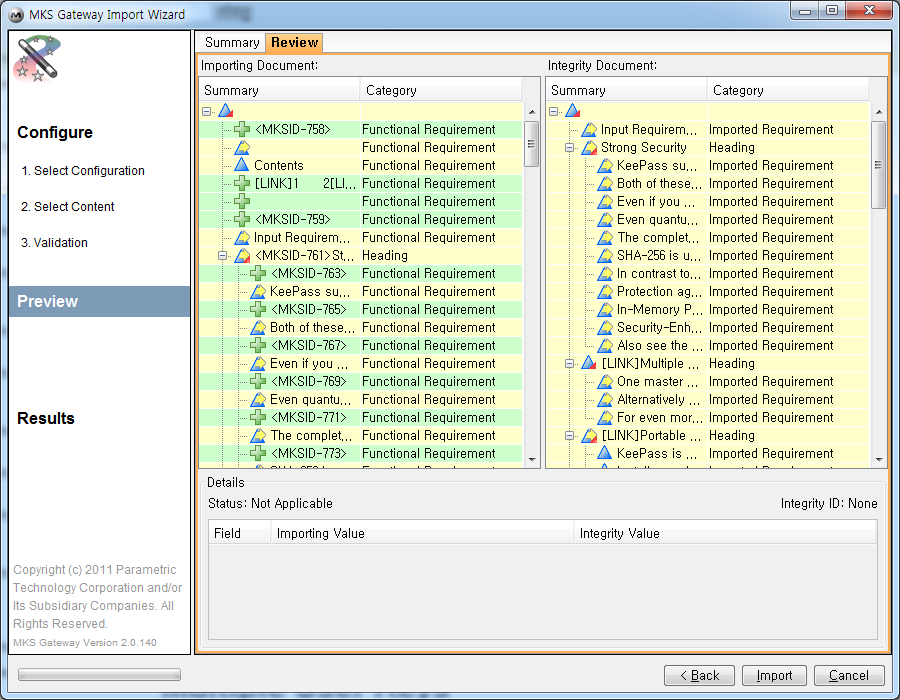 MKS Gateway Import Wizard
Configure
1. Select Configuration
2. Select Content
3. Validation
Preview
Results
Copyright (c) 2011 Parametric
Technology Corporation and/or
Its Subsidiary Companies. All
Rights Reserved.
MKS Gateway Version 2.0.140
Summary Review
Importing Document:
Summary Category
<MKSID-758> Functional Requirement
Functional Requirement
Contents Functional Requirement
[LINK]1 2[LI... Functional Requirement
Functional Requirement
<MKSID-759> Functional Requirement
Input Requirem... Functional Requirement
<MKSID-761>St... Heading
<MKSID-763> Functional Requirement
KeePass su... Functional Requirement
<MKSID-765> Functional Requirement
Both of these... Functional Requirement
<MKSID-767> Functional Requirement
Even if you ... Functional Requirement
<MKSID-769> Functional Requirement
Even quantu... Functional Requirement
<MKSID-771> Functional Requirement
The complet... Functional Requirement
<MKSID-773> Functional Requirement
Integrity Document:
Summary Category
Input Requirem... Imported Requirement
Strong Security Heading
KeePass su... Imported Requirement
Both of these... Imported Requirement
Even if you ... Imported Requirement
Even quantu... Imported Requirement
The complet... Imported Requirement
SHA-256 is u... Imported Requirement
In contrast to... Imported Requirement
Protection ag... Imported Requirement
In-Memory P... Imported Requirement
Security-Enh... Imported Requirement
Also see the ... Imported Requirement
[LINK]Multiple ... Heading
One master ... Imported Requirement
Alternatively ... Imported Requirement
For even mor... Imported Requirement
[LINK]Portable ... Heading
KeePass is ... Imported Requirement
Details
Status: Not Applicable Integrity ID: None
Field Importing Value Integrity Value
< Back Import Cancel